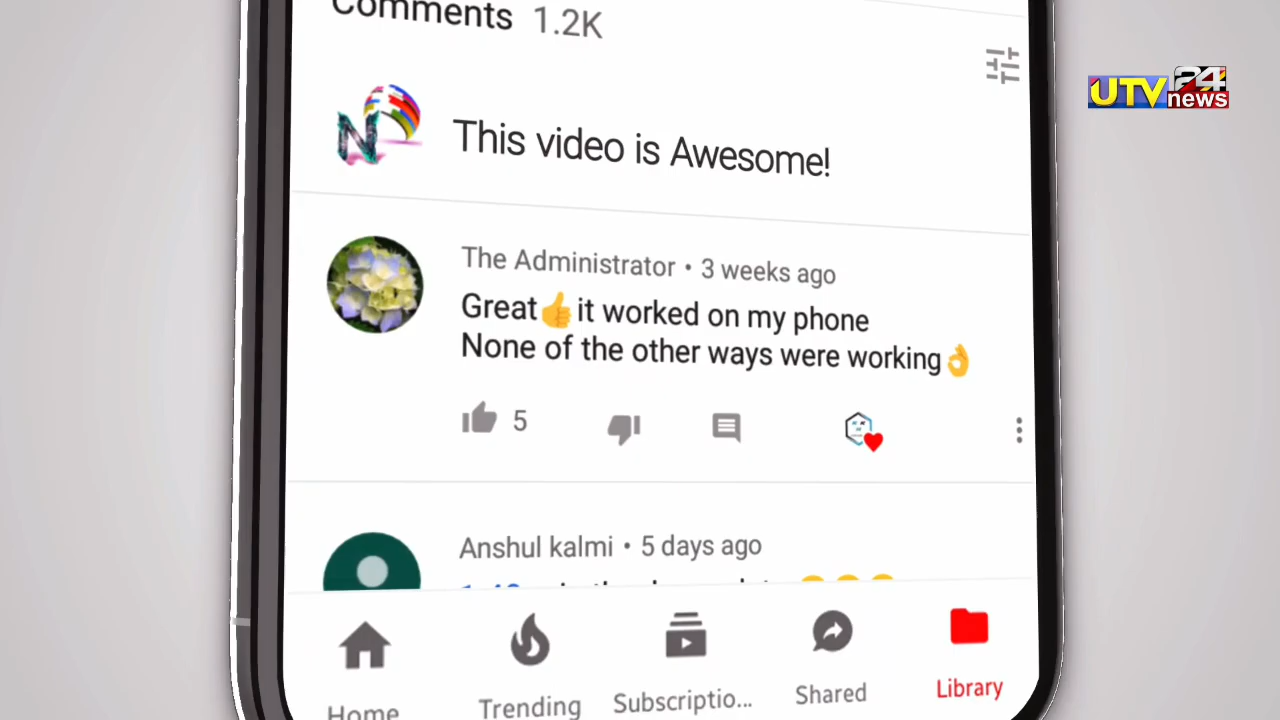 Comments 1.2K
UTV 24 news
N
This video is Awesome!
The Administrator • 3 weeks ago
Great👍it worked on my phone
None of the other ways were working👌
5
Anshul kalmi • 5 days ago
Home
Trending
Subscriptio...
Shared
Library